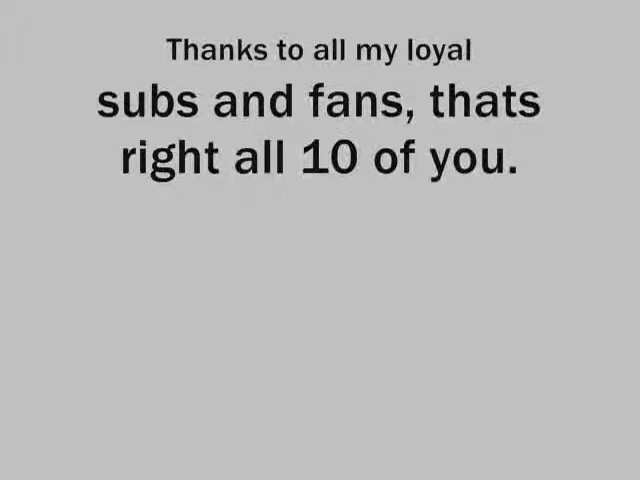 Thanks to all my loyal
subs and fans, thats
right all 10 of you.